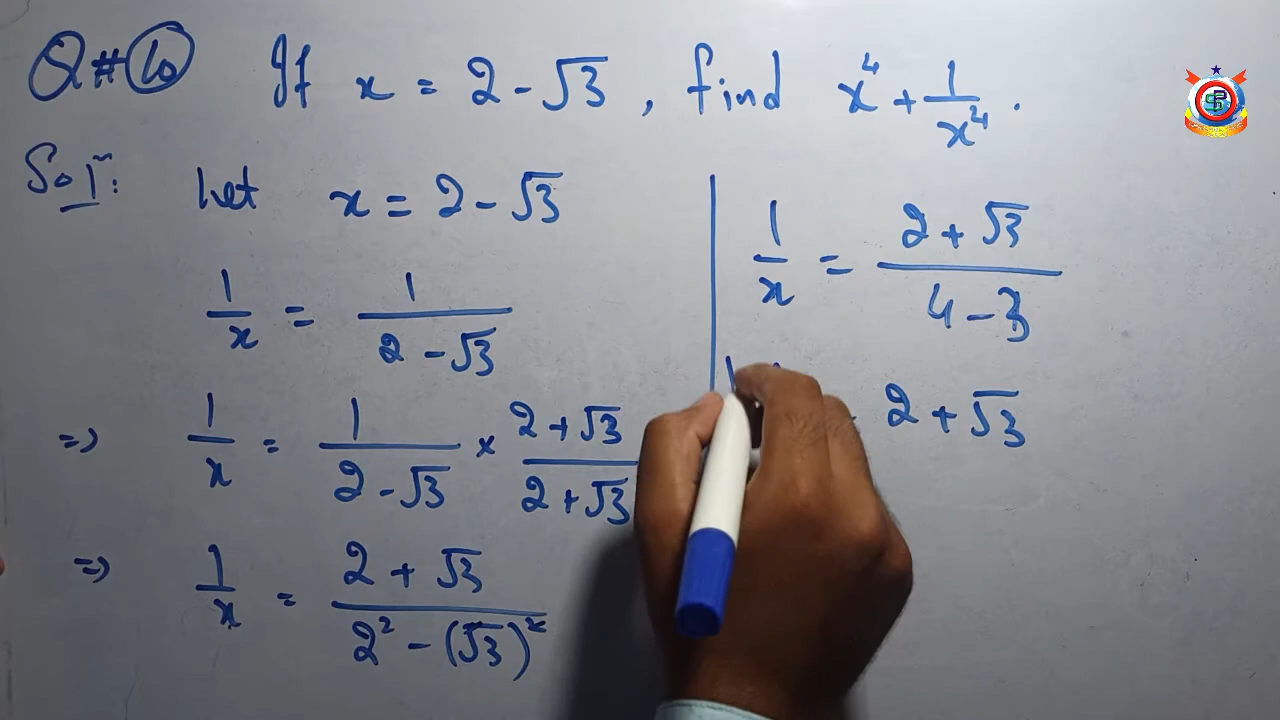 Q # 10 If x = 2 - √3 , find x⁴ + 1/x⁴ .
Sol: Let x = 2 - √3
1/x = 1/(2 - √3)
=> 1/x = 1/(2 - √3) × (2 + √3)/(2 + √3)
=> 1/x = (2 + √3)/(2² - (√3)²)
1/x = (2 + √3)/(4 - 3)
2 + √3